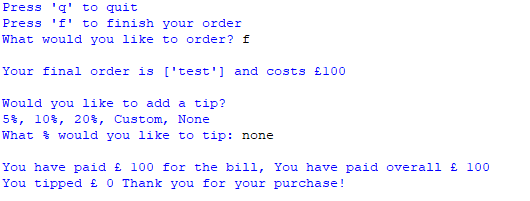 Press 'q' to quit
Press 'f' to finish your order
What would you like to order? f
Your final order is ['test'] and costs £100
Would you like to add a tip?
5%, 10%, 20%, Custom, None
What % would you like to tip: none
You have paid £ 100 for the bill, You have paid overall £ 100
You tipped £ 0 Thank you for your purchase!